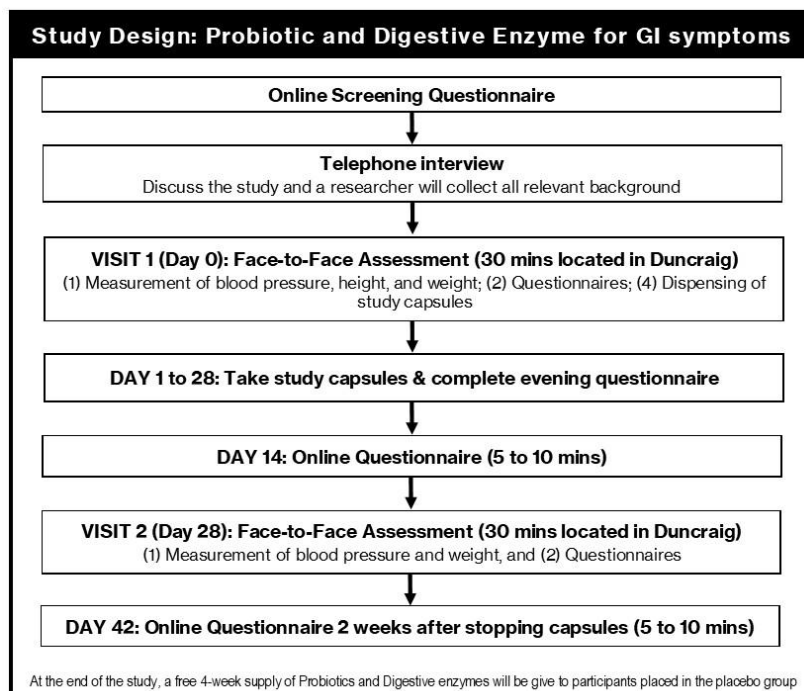 Study Design: Probiotic and Digestive Enzyme for GI symptoms
Online Screening Questionnaire
Telephone interview
Discuss the study and a researcher will collect all relevant background
VISIT 1 (Day 0): Face-to-Face Assessment (30 mins located in Duncraig)
(1) Measurement of blood pressure, height, and weight; (2) Questionnaires; (4) Dispensing of
study capsules
DAY 1 to 28: Take study capsules & complete evening questionnaire
DAY 14: Online Questionnaire (5 to 10 mins)
VISIT 2 (Day 28): Face-to-Face Assessment (30 mins located in Duncraig)
(1) Measurement of blood pressure and weight, and (2) Questionnaires
DAY 42: Online Questionnaire 2 weeks after stopping capsules (5 to 10 mins)
At the end of the study, a free 4-week supply of Probiotics and Digestive enzymes will be give to participants placed in the placebo group